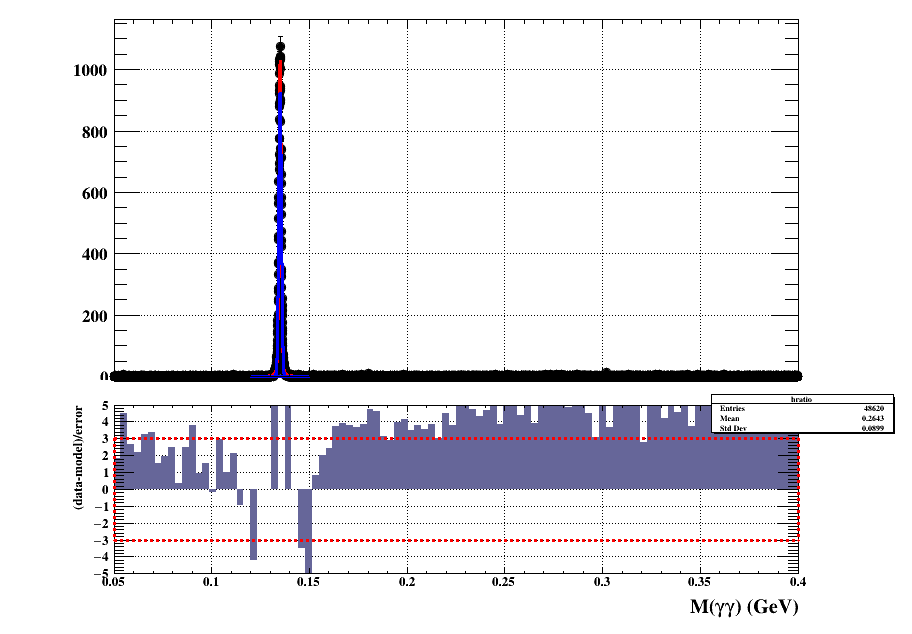 1000
800
600
400
200
0
hratio
Entries 48620
Mean 0.2643
Std Dev 0.0899
(data-model)/error
5
4
3
2
1
0
−1
−2
−3
−4
−5
0.05 0.1 0.15 0.2 0.25 0.3 0.35 0.4
M(γγ) (GeV)